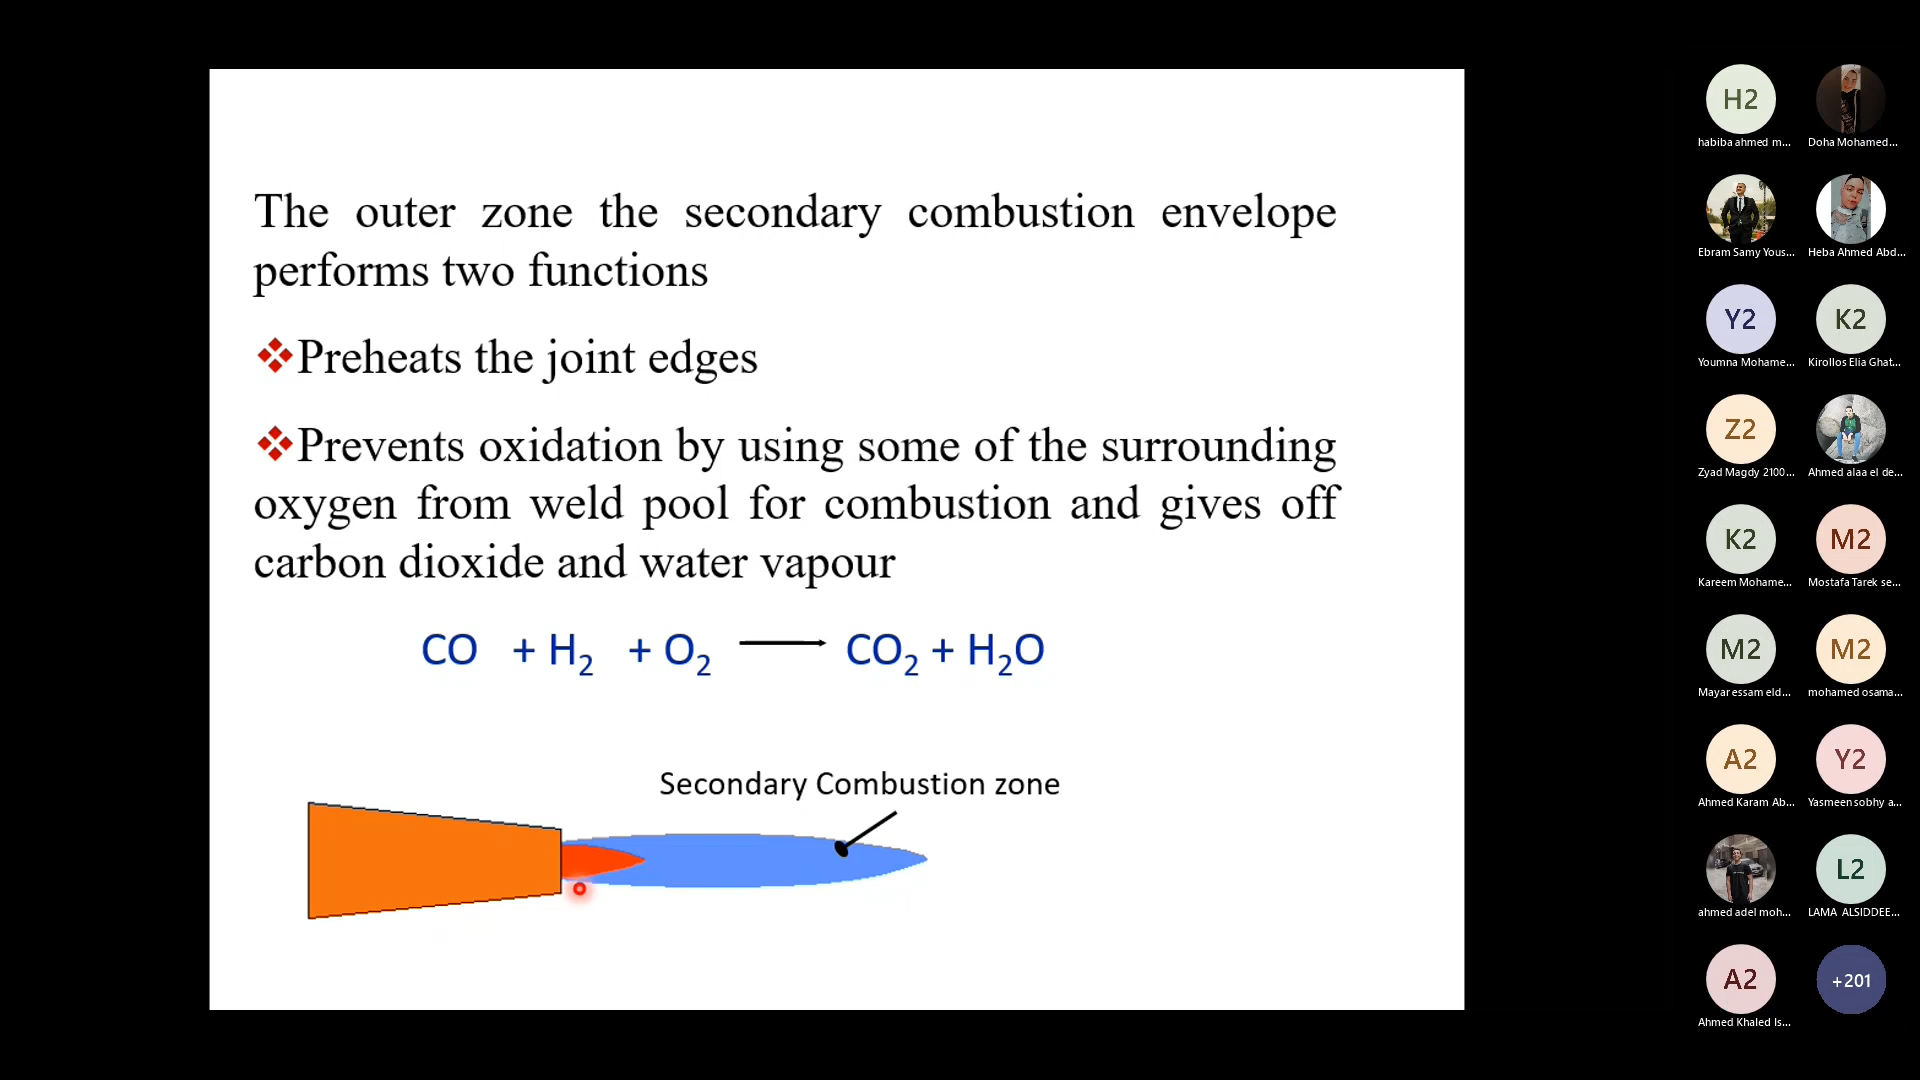 The outer zone the secondary combustion envelope
performs two functions
❖Preheats the joint edges
❖Prevents oxidation by using some of the surrounding
oxygen from weld pool for combustion and gives off
carbon dioxide and water vapour
CO + H₂ + O₂ → CO₂ + H₂O
Secondary Combustion zone
H2
habiba ahmed m...
Doha Mohamed...
Ebram Samy Yous...
Heba Ahmed Abd...
Y2
Youmna Mohame...
K2
Kirollos Elia Ghat...
Z2
Zyad Magdy 2100...
Ahmed alaa el de...
K2
Kareem Mohame...
M2
Mostafa Tarek se...
M2
Mayar essam eld...
M2
mohamed osama...
A2
Ahmed Karam Ab...
Y2
Yasmeen sobhy a...
ahmed adel moh...
L2
LAMA ALSIDDEE...
A2
Ahmed Khaled Is...
+201